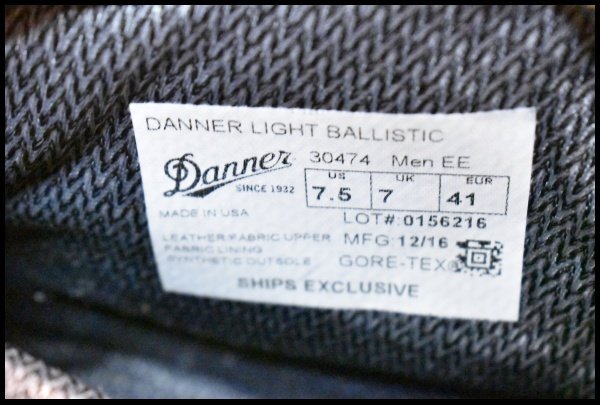 DANNER LIGHT BALLISTIC
Danner
SINCE 1932
30474 Men EE
US UK EUR
7.5 7 41
MADE IN USA
LOT#:0156216
LEATHER/FABRIC UPPER
MFG:12/16
FABRIC LINING
SYNTHETIC OUTSOLE
GORE-TEX®
SHIPS EXCLUSIVE